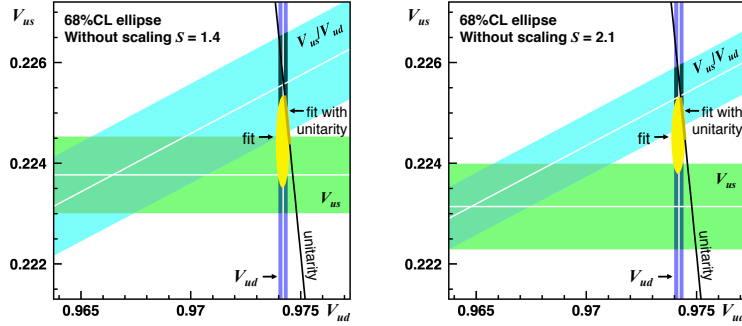 V_us
68%CL ellipse
Without scaling S = 1.4
V_us/V_ud
0.226
fit with
unitarity
fit
0.224
V_us
unitarity
0.222
V_ud
0.965
0.97
0.975
V_ud
V_us
68%CL ellipse
Without scaling S = 2.1
V_us/V_ud
0.226
fit with
unitarity
fit
0.224
V_us
unitarity
0.222
V_ud
0.965
0.97
0.975
V_ud